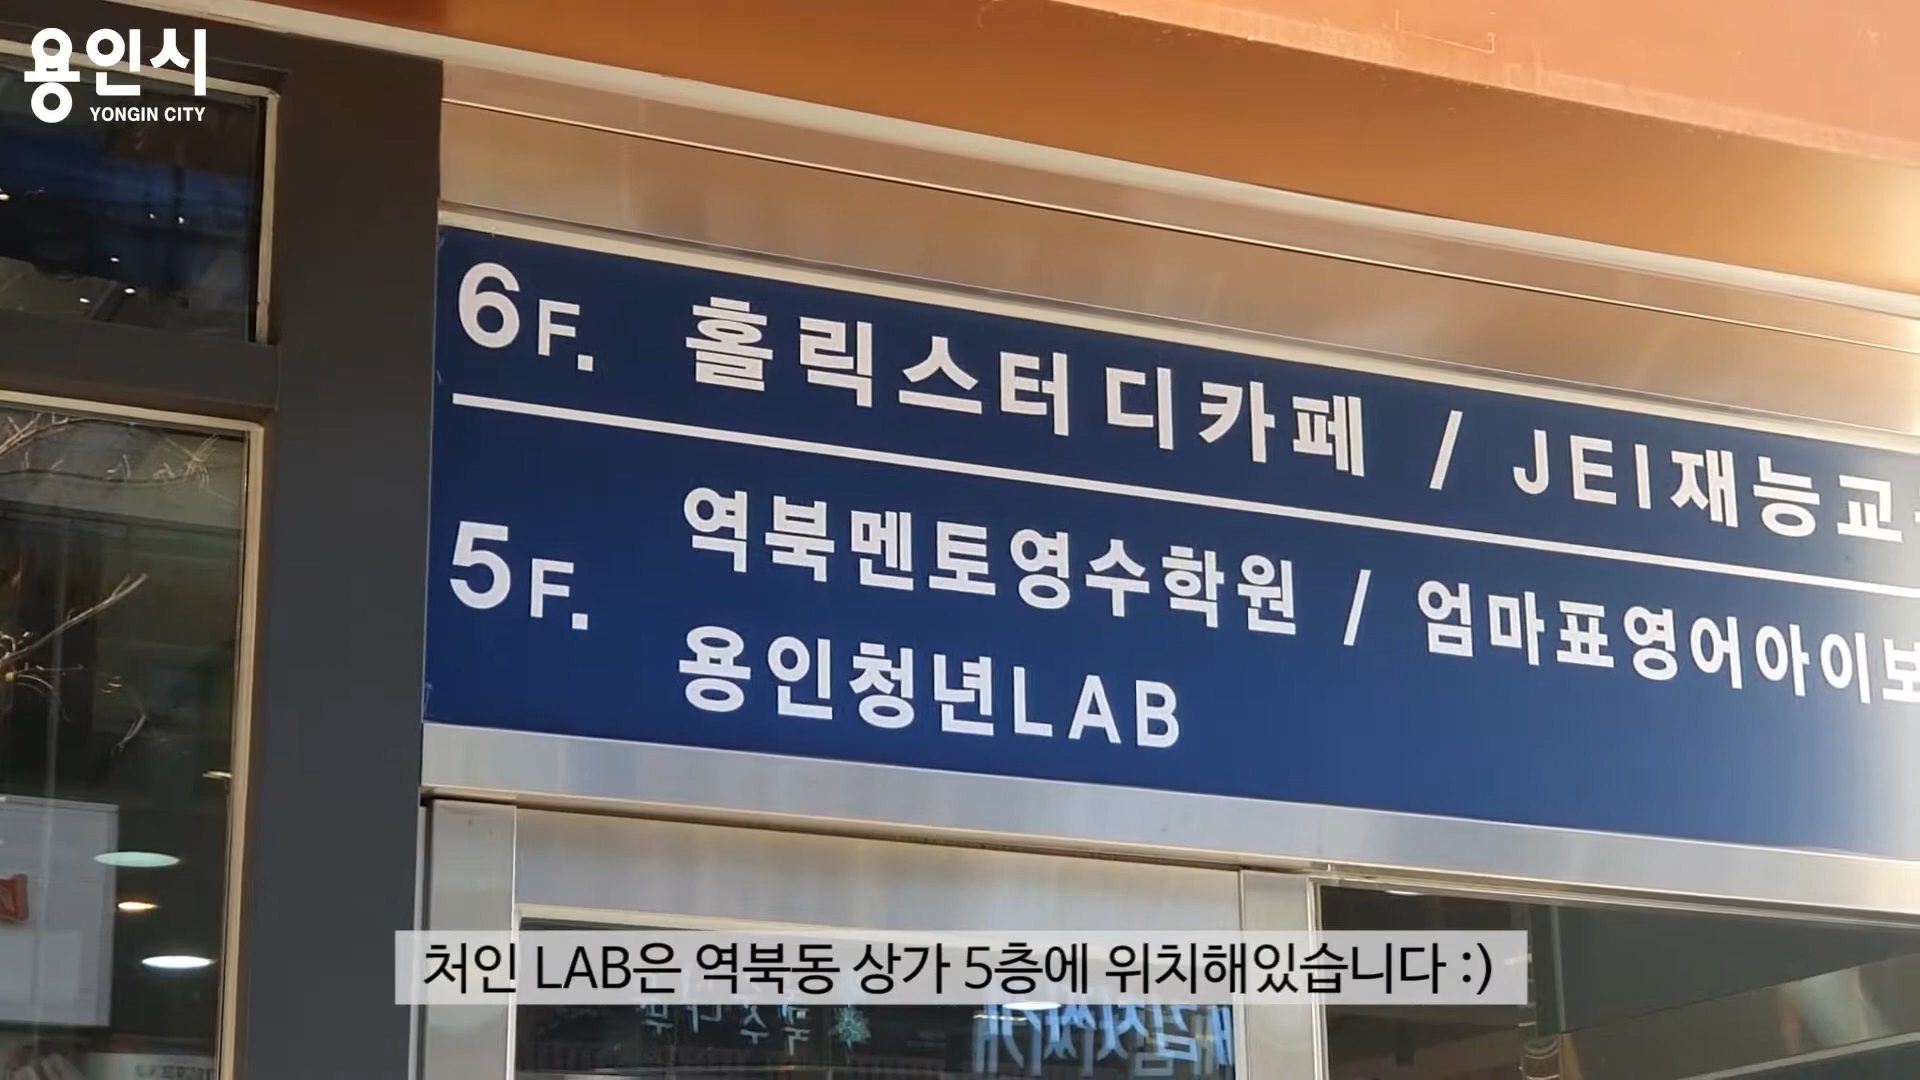 용인시
YONGIN CITY
6F. 홀릭스터디카페 / JEI재능교
5F. 역북멘토영수학원 / 엄마표영어아이보
용인청년LAB
처인 LAB은 역북동 상가 5층에 위치해있습니다 :)